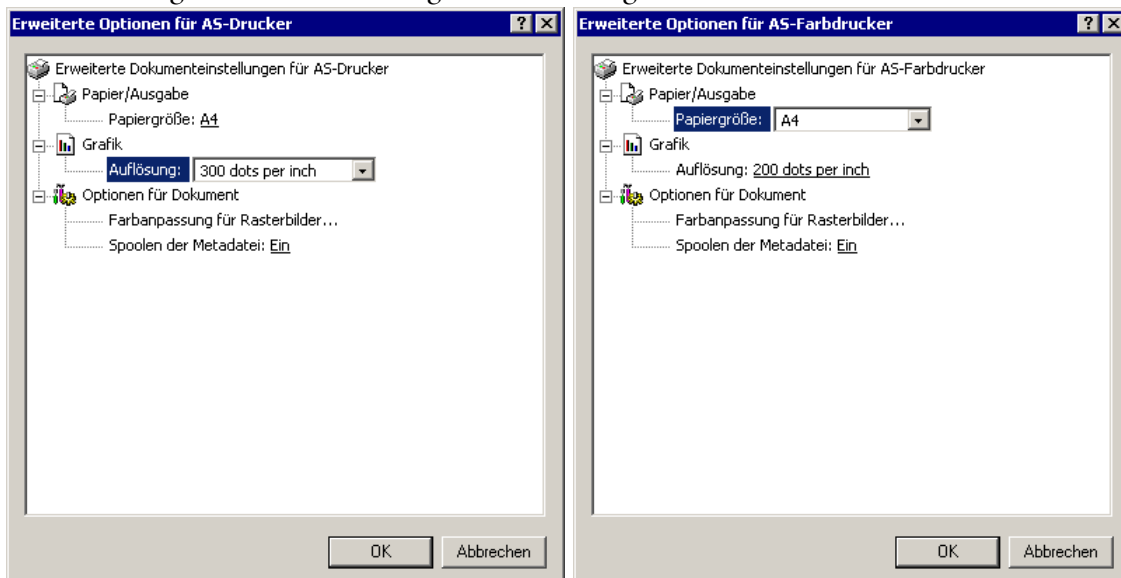 Erweiterte Optionen für AS-Drucker
Erweiterte Dokumenteinstellungen für AS-Drucker
Papier/Ausgabe
Papiergröße: A4
Grafik
Auflösung: 300 dots per inch
Optionen für Dokument
Farbanpassung für Rasterbilder...
Spoolen der Metadatei: Ein
OK Abbrechen
Erweiterte Optionen für AS-Farbdrucker
Erweiterte Dokumenteinstellungen für AS-Farbdrucker
Papier/Ausgabe
Papiergröße: A4
Grafik
Auflösung: 200 dots per inch
Optionen für Dokument
Farbanpassung für Rasterbilder...
Spoolen der Metadatei: Ein
OK Abbrechen